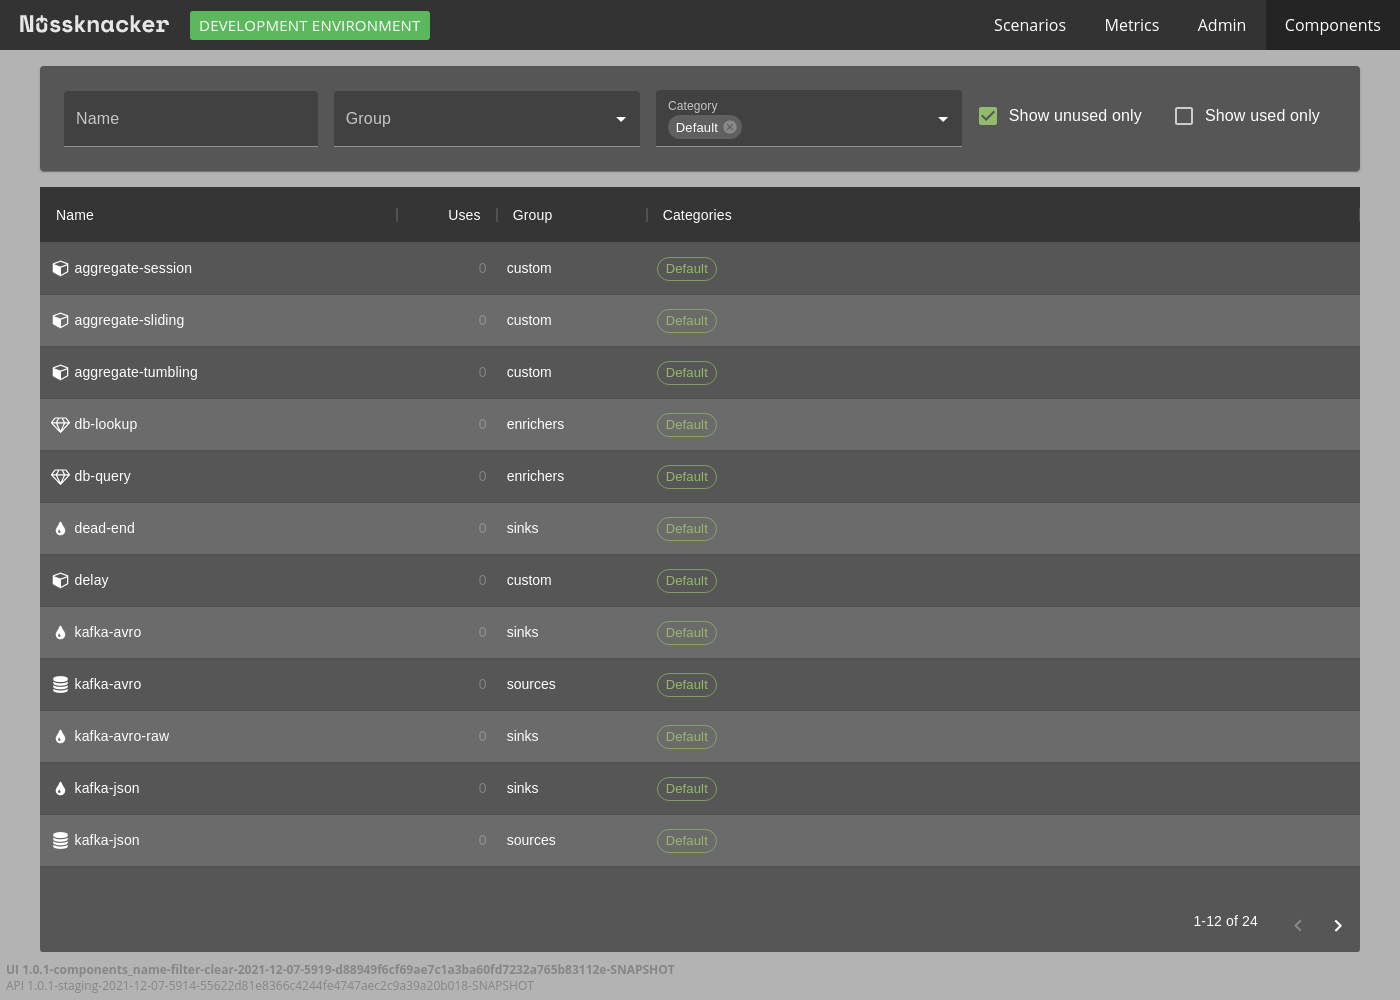 Nussknacker DEVELOPMENT ENVIRONMENT Scenarios Metrics Admin Components
Name Group Category Default Show unused only Show used only
Name Uses Group Categories
aggregate-session 0 custom Default
aggregate-sliding 0 custom Default
aggregate-tumbling 0 custom Default
db-lookup 0 enrichers Default
db-query 0 enrichers Default
dead-end 0 sinks Default
delay 0 custom Default
kafka-avro 0 sinks Default
kafka-avro 0 sources Default
kafka-avro-raw 0 sinks Default
kafka-json 0 sinks Default
kafka-json 0 sources Default
1-12 of 24
UI 1.0.1-components_name-filter-clear-2021-12-07-5919-d88949f6cf69ae7c1a3ba60fd7232a765b83112e-SNAPSHOT
API 1.0.1-staging-2021-12-07-5914-55622d81e8366c4244fe4747aec2c9a39a20b018-SNAPSHOT